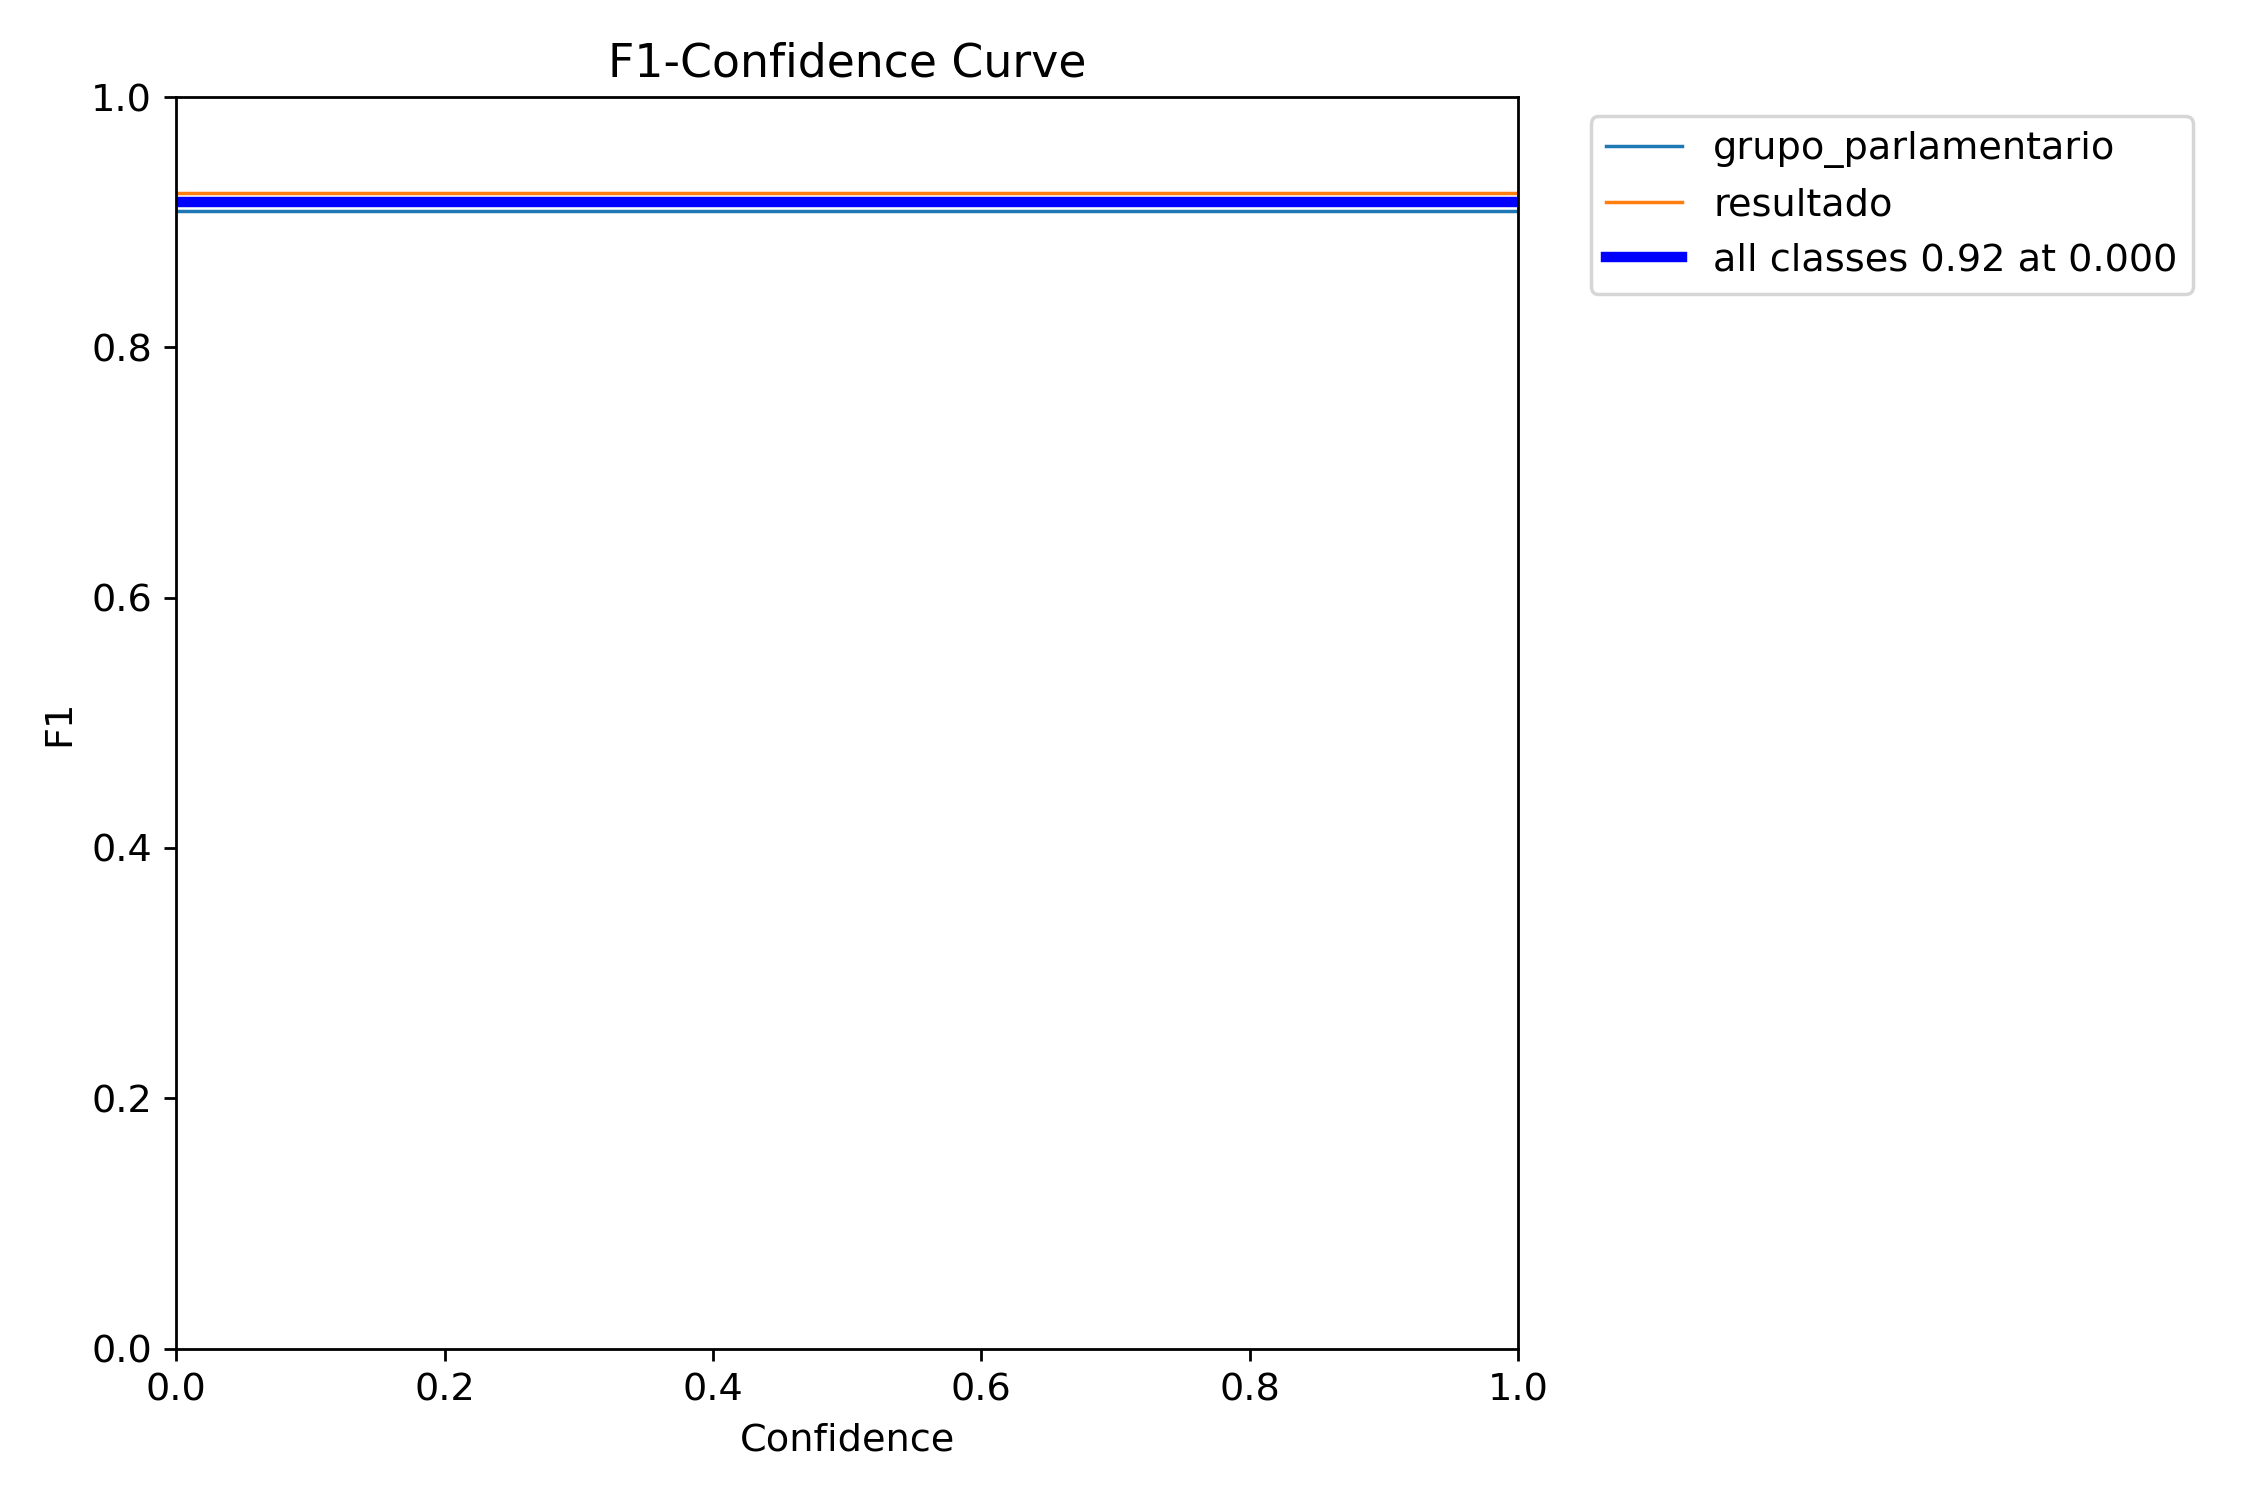 F1-Confidence Curve
1.0
0.8
0.6
0.4
0.2
0.0
F1
0.0 0.2 0.4 0.6 0.8 1.0
Confidence
grupo_parlamentario
resultado
all classes 0.92 at 0.000